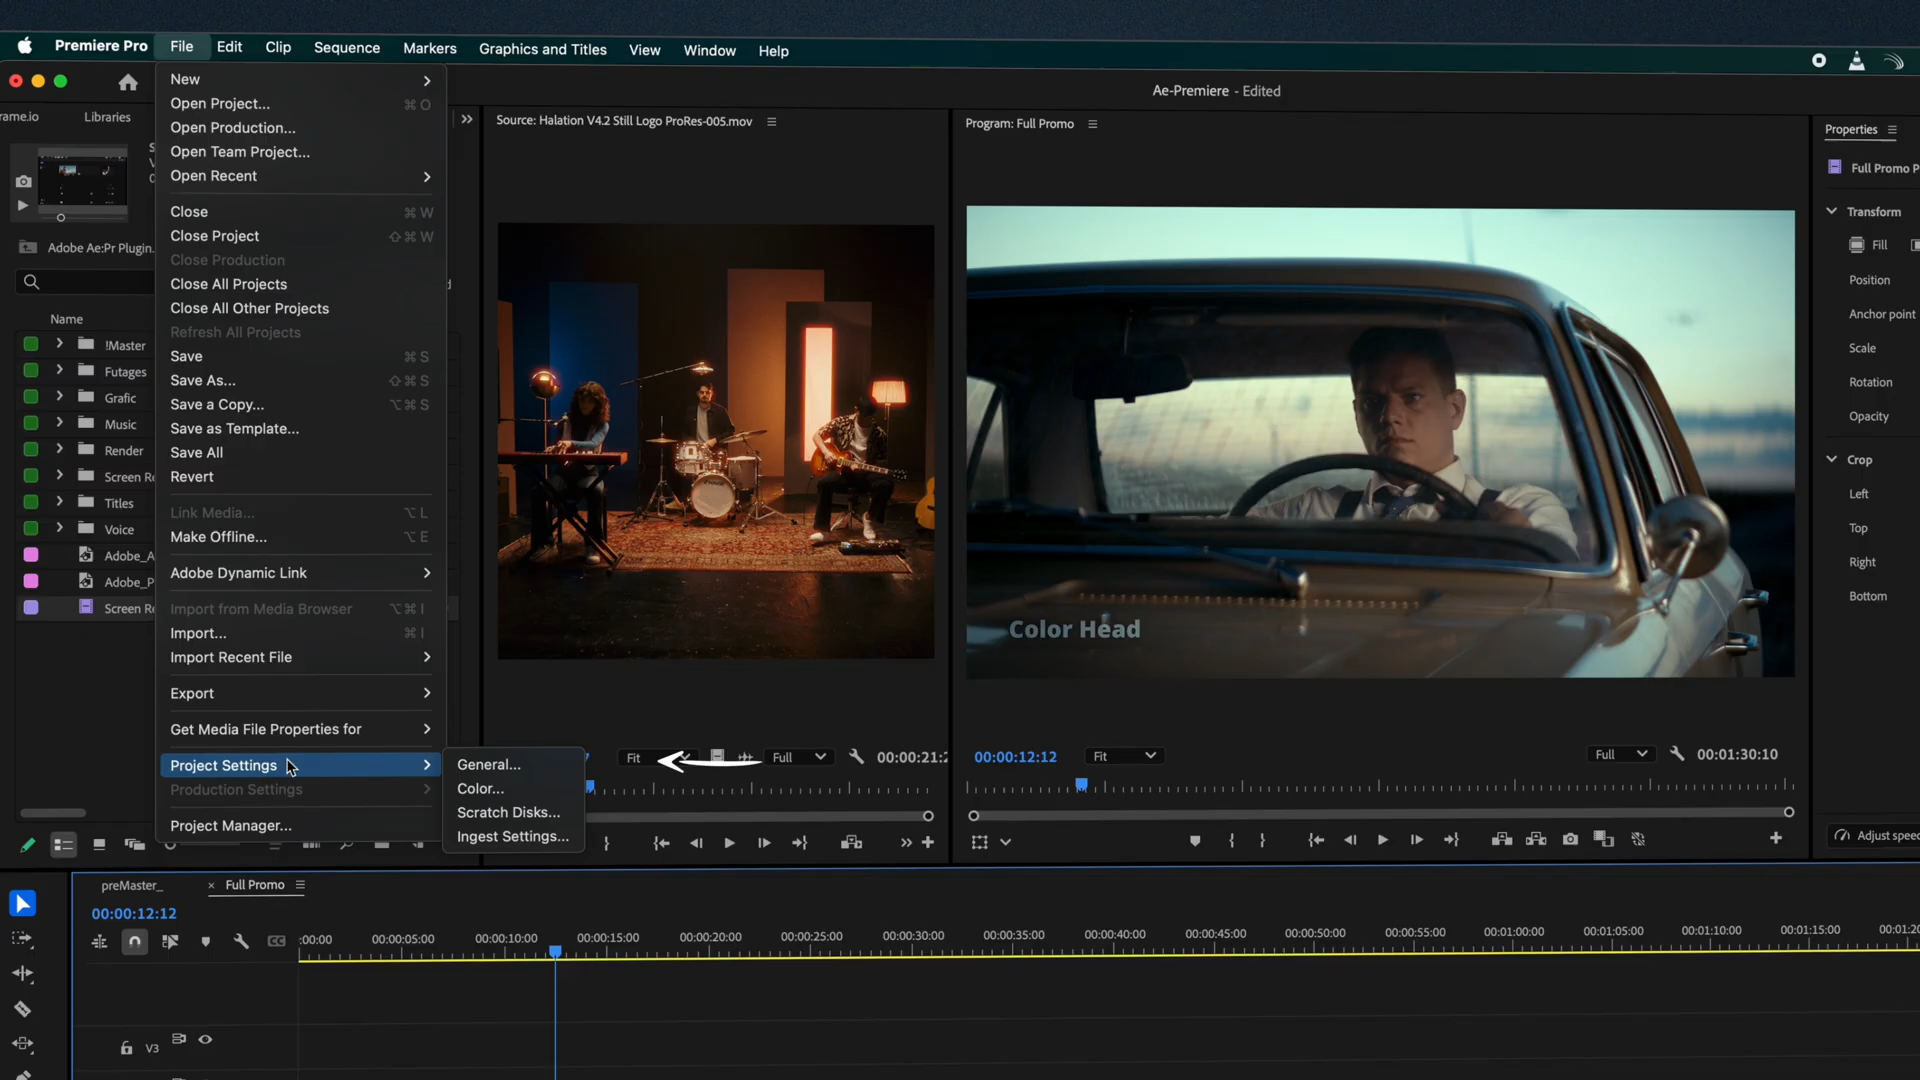 Premiere Pro File Edit Clip Sequence Markers Graphics and Titles View Window Help
Ae-Premiere - Edited
rame.io Libraries
Adobe Ae:Pr Plugin.
Name
!Master
Futages
Grafic
Music
Render
Screen Re
Titles
Voice
Adobe_A
Adobe_P
Screen Re
New
Open Project... ⌘ O
Open Production...
Open Team Project...
Open Recent
Close ⌘ W
Close Project ⇧ ⌘ W
Close Production
Close All Projects
Close All Other Projects
Refresh All Projects
Save ⌘ S
Save As... ⇧ ⌘ S
Save a Copy... ⌥ ⌘ S
Save as Template...
Save All
Revert
Link Media... ⌥ L
Make Offline... ⌥ E
Adobe Dynamic Link
Import from Media Browser ⌥ ⌘ I
Import... ⌘ I
Import Recent File
Export
Get Media File Properties for
Project Settings
Production Settings
Project Manager...
General...
Color...
Scratch Disks...
Ingest Settings...
Source: Halation V4.2 Still Logo ProRes-005.mov
Fit Full 00:00:21:2
Program: Full Promo
Color Head
00:00:12:12 Fit Full 00:01:30:10
Properties
Full Promo P
Transform
Fill
Position
Anchor point
Scale
Rotation
Opacity
Crop
Left
Top
Right
Bottom
Adjust speed
preMaster_ × Full Promo
00:00:12:12
CC
:00:00 00:00:05:00 00:00:10:00 00:00:15:00 00:00:20:00 00:00:25:00 00:00:30:00 00:00:35:00 00:00:40:00 00:00:45:00 00:00:50:00 00:00:55:00 00:01:00:00 00:01:05:00 00:01:10:00 00:01:15:00 00:01:20
V3